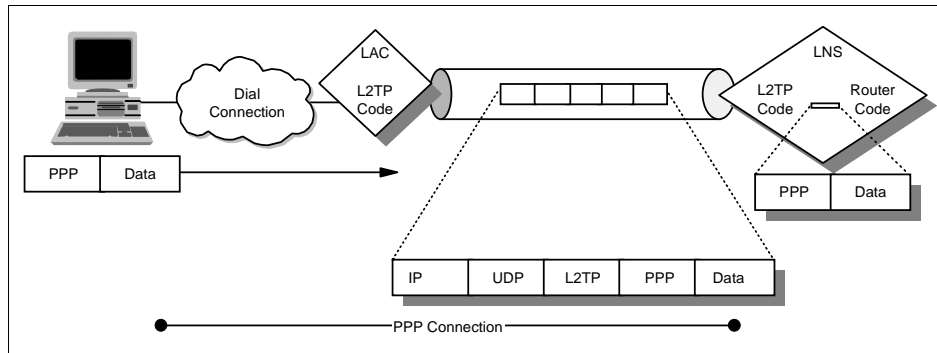 LAC
L2TP
Code
Dial
Connection
LNS
L2TP
Code
Router
Code
PPP Data
PPP Data
IP UDP L2TP PPP Data
PPP Connection